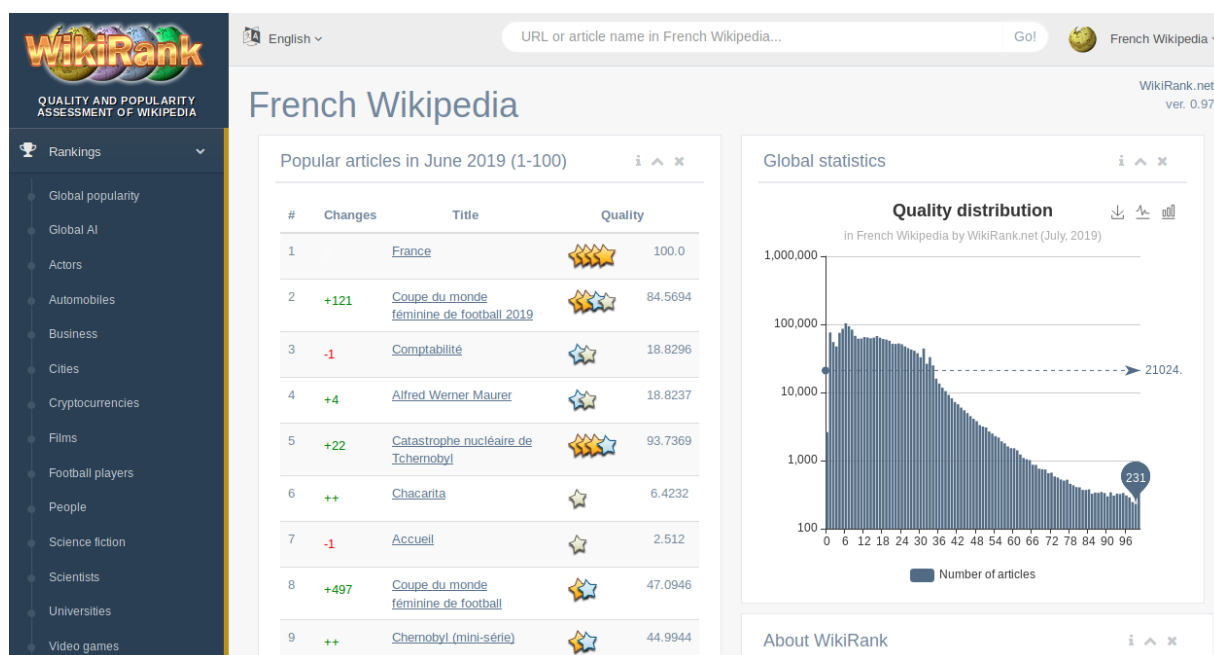 WikiRank
QUALITY AND POPULARITY
ASSESSMENT OF WIKIPEDIA
Rankings
Global popularity
Global AI
Actors
Automobiles
Business
Cities
Cryptocurrencies
Films
Football players
People
Science fiction
Scientists
Universities
Video games
English
URL or article name in French Wikipedia...
Go!
French Wikipedia
WikiRank.net
ver. 0.97
French Wikipedia
Popular articles in June 2019 (1-100)
# Changes Title Quality
1 France 100.0
2 +121 Coupe du monde 84.5694
féminine de football 2019
3 -1 Comptabilité 18.8296
4 +4 Alfred Werner Maurer 18.8237
5 +22 Catastrophe nucléaire de 93.7369
Tchernobyl
6 ++ Chacarita 6.4232
7 -1 Accueil 2.512
8 +497 Coupe du monde 47.0946
féminine de football
9 ++ Chernobyl (mini-série) 44.9944
Global statistics
Quality distribution
in French Wikipedia by WikiRank.net (July, 2019)
1,000,000
100,000
21024.
10,000
1,000
231
100
0 6 12 18 24 30 36 42 48 54 60 66 72 78 84 90 96
Number of articles
About WikiRank